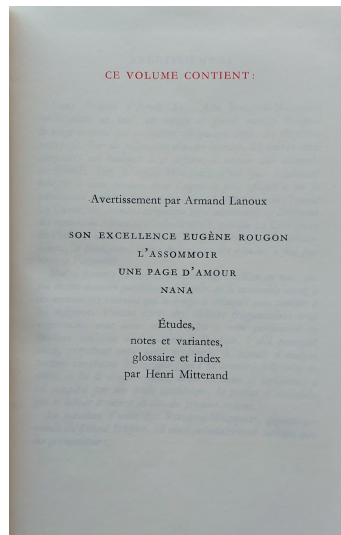 CE VOLUME CONTIENT :
Avertissement par Armand Lanoux
SON EXCELLENCE EUGÈNE ROUGON
L'ASSOMMOIR
UNE PAGE D'AMOUR
NANA
Études,
notes et variantes,
glossaire et index
par Henri Mitterand